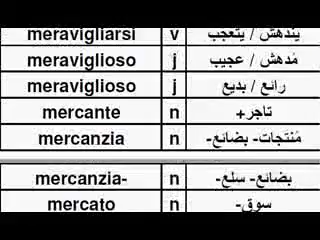 meravigliarsi v يندهش / يتعجب
meraviglioso j مُدهش / عجيب
meraviglioso j رائع / بديع
mercante n تاجر+
mercanzia n مُنتجات- بضائع-
mercanzia- n بضائع- سلع-
mercato n سوق-